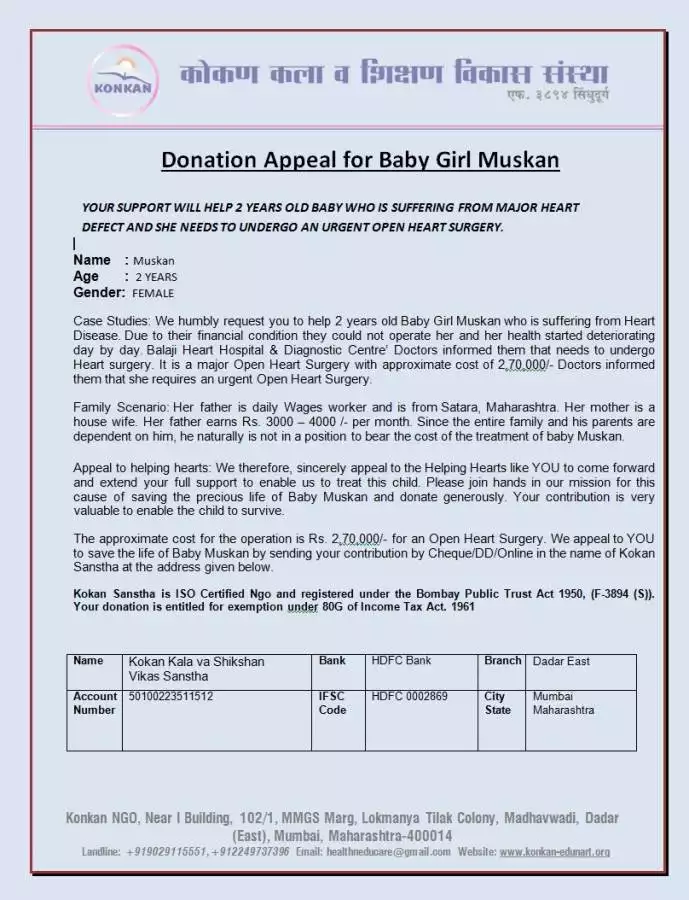 KONKAN
कोकण कला व शिक्षण विकास संस्था
एफ. ३८९४ सिंधुदूर्ग
Donation Appeal for Baby Girl Muskan
YOUR SUPPORT WILL HELP 2 YEARS OLD BABY WHO IS SUFFERING FROM MAJOR HEART
DEFECT AND SHE NEEDS TO UNDERGO AN URGENT OPEN HEART SURGERY.
Name : Muskan
Age : 2 YEARS
Gender: FEMALE
Case Studies: We humbly request you to help 2 years old Baby Girl Muskan who is suffering from Heart
Disease. Due to their financial condition they could not operate her and her health started deteriorating
day by day. Balaji Heart Hospital & Diagnostic Centre' Doctors informed them that needs to undergo
Heart surgery. It is a major Open Heart Surgery with approximate cost of 2,70,000/- Doctors informed
them that she requires an urgent Open Heart Surgery.
Family Scenario: Her father is daily Wages worker and is from Satara, Maharashtra. Her mother is a
house wife. Her father earns Rs. 3000 – 4000 /- per month. Since the entire family and his parents are
dependent on him, he naturally is not in a position to bear the cost of the treatment of baby Muskan.
Appeal to helping hearts: We therefore, sincerely appeal to the Helping Hearts like YOU to come forward
and extend your full support to enable us to treat this child. Please join hands in our mission for this
cause of saving the precious life of Baby Muskan and donate generously. Your contribution is very
valuable to enable the child to survive.
The approximate cost for the operation is Rs. 2,70,000/- for an Open Heart Surgery. We appeal to YOU
to save the life of Baby Muskan by sending your contribution by Cheque/DD/Online in the name of Kokan
Sanstha at the address given below.
Kokan Sanstha is ISO Certified Ngo and registered under the Bombay Public Trust Act 1950, (F-3894 (S)).
Your donation is entitled for exemption under 80G of Income Tax Act. 1961
Name Kokan Kala va Shikshan Bank HDFC Bank Branch Dadar East
Vikas Sanstha
Account 50100223511512 IFSC HDFC 0002869 City Mumbai
Number Code State Maharashtra
Konkan NGO, Near I Building, 102/1, MMGS Marg, Lokmanya Tilak Colony, Madhavwadi, Dadar
(East), Mumbai, Maharashtra-400014
Landline: +919029115551, +912249737396 Email: healthneducare@gmail.com Website: www.konkan-edunart.org